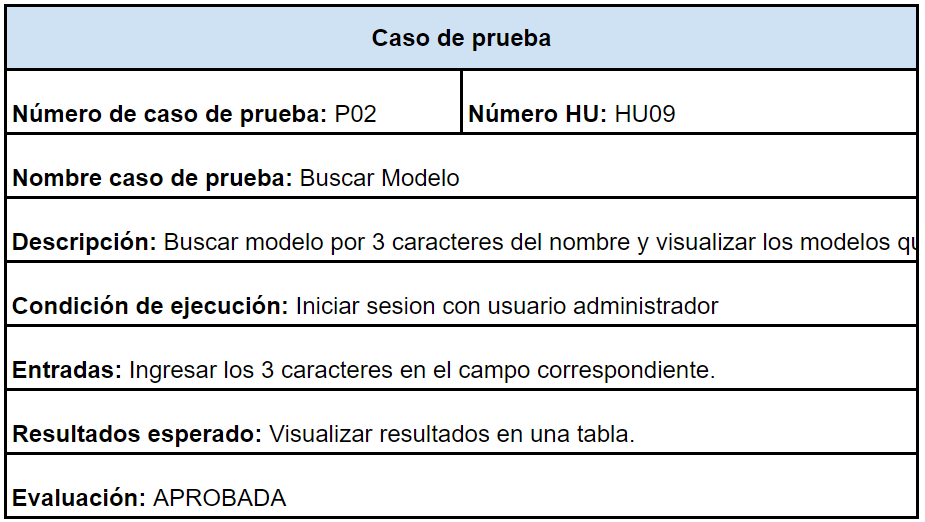 Caso de prueba
Número de caso de prueba: P02 Número HU: HU09
Nombre caso de prueba: Buscar Modelo
Descripción: Buscar modelo por 3 caracteres del nombre y visualizar los modelos
Condición de ejecución: Iniciar sesion con usuario administrador
Entradas: Ingresar los 3 caracteres en el campo correspondiente.
Resultados esperado: Visualizar resultados en una tabla.
Evaluación: APROBADA